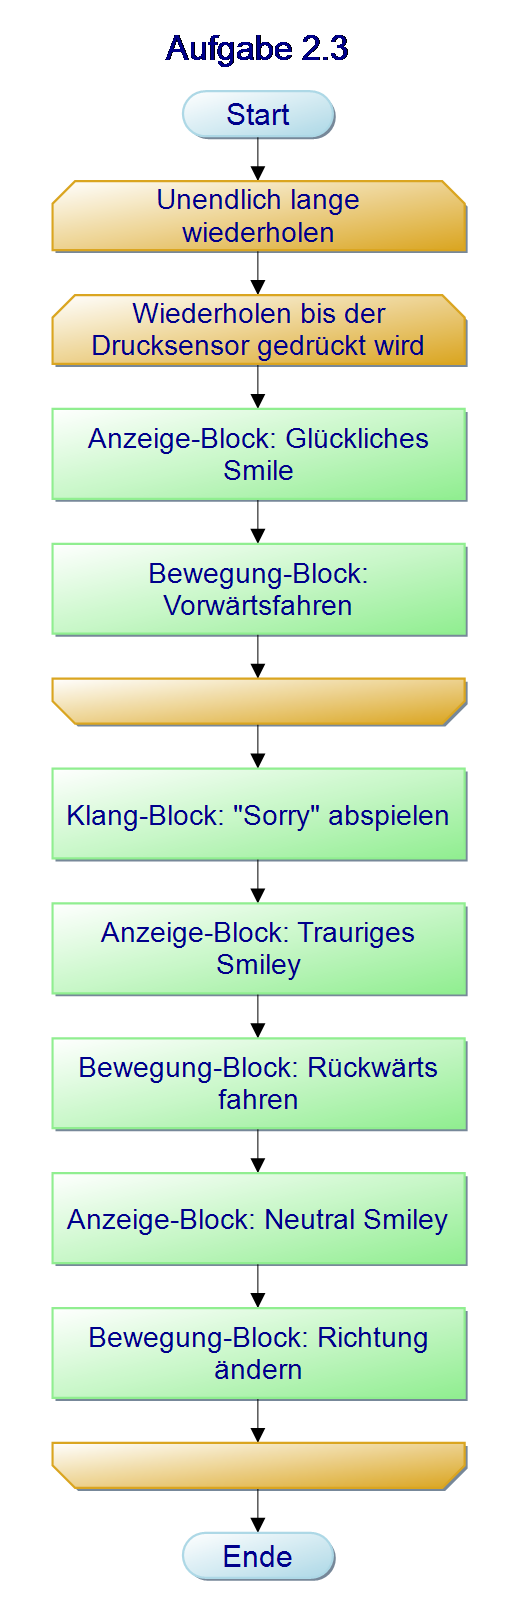 Aufgabe 2.3
Start
Unendlich lange
wiederholen
Wiederholen bis der
Drucksensor gedrückt wird
Anzeige-Block: Glückliches
Smile
Bewegung-Block:
Vorwärtsfahren
Klang-Block: "Sorry" abspielen
Anzeige-Block: Trauriges
Smiley
Bewegung-Block: Rückwärts
fahren
Anzeige-Block: Neutral Smiley
Bewegung-Block: Richtung
ändern
Ende